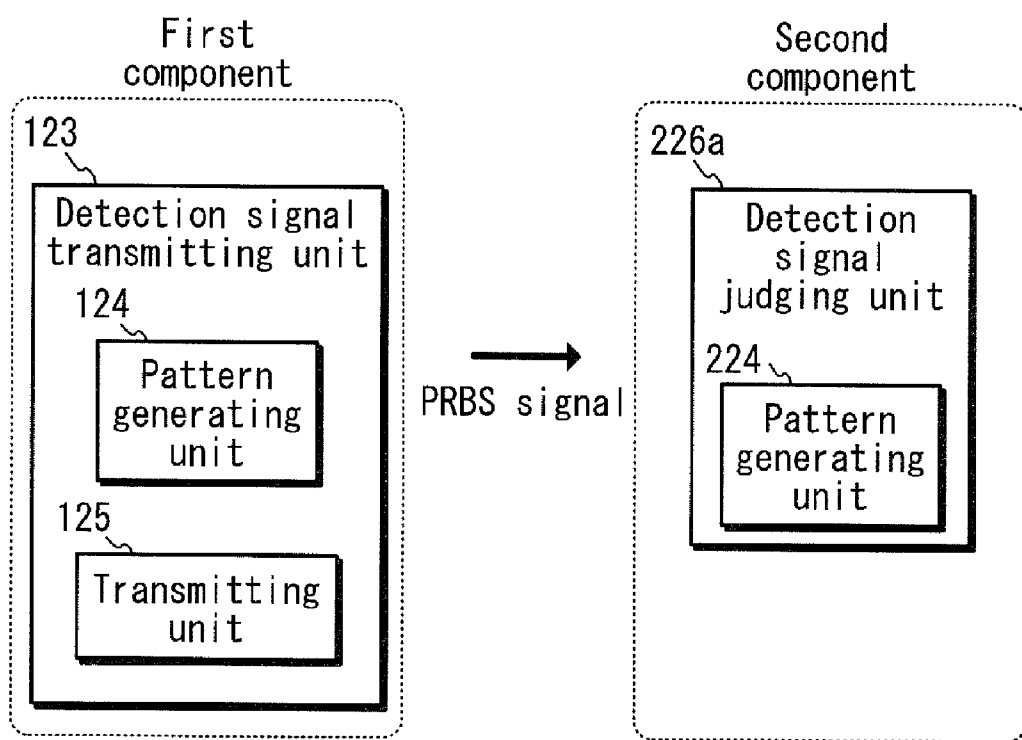 First
component
123
Detection signal
transmitting unit
124
Pattern
generating
unit
125
Transmitting
unit
PRBS signal
Second
component
226a
Detection
signal
judging unit
224
Pattern
generating
unit